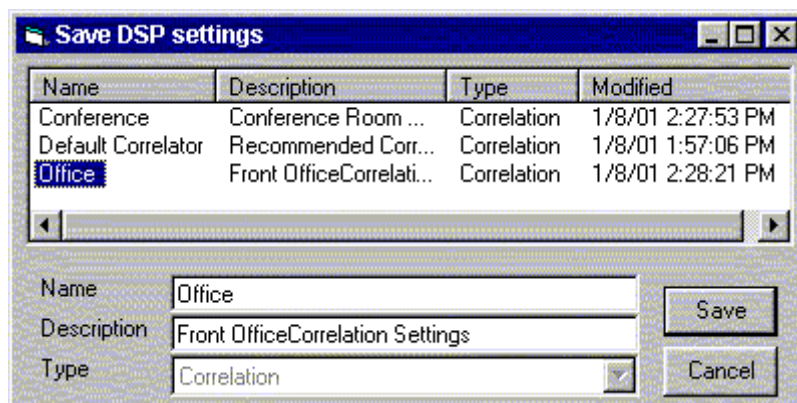 Save DSP settings
Name Description Type Modified
Conference Conference Room ... Correlation 1/8/01 2:27:53 PM
Default Correlator Recommended Corr... Correlation 1/8/01 1:57:06 PM
Office Front OfficeCorrelati... Correlation 1/8/01 2:28:21 PM
Name Office
Save
Description Front OfficeCorrelation Settings
Type Correlation
Cancel